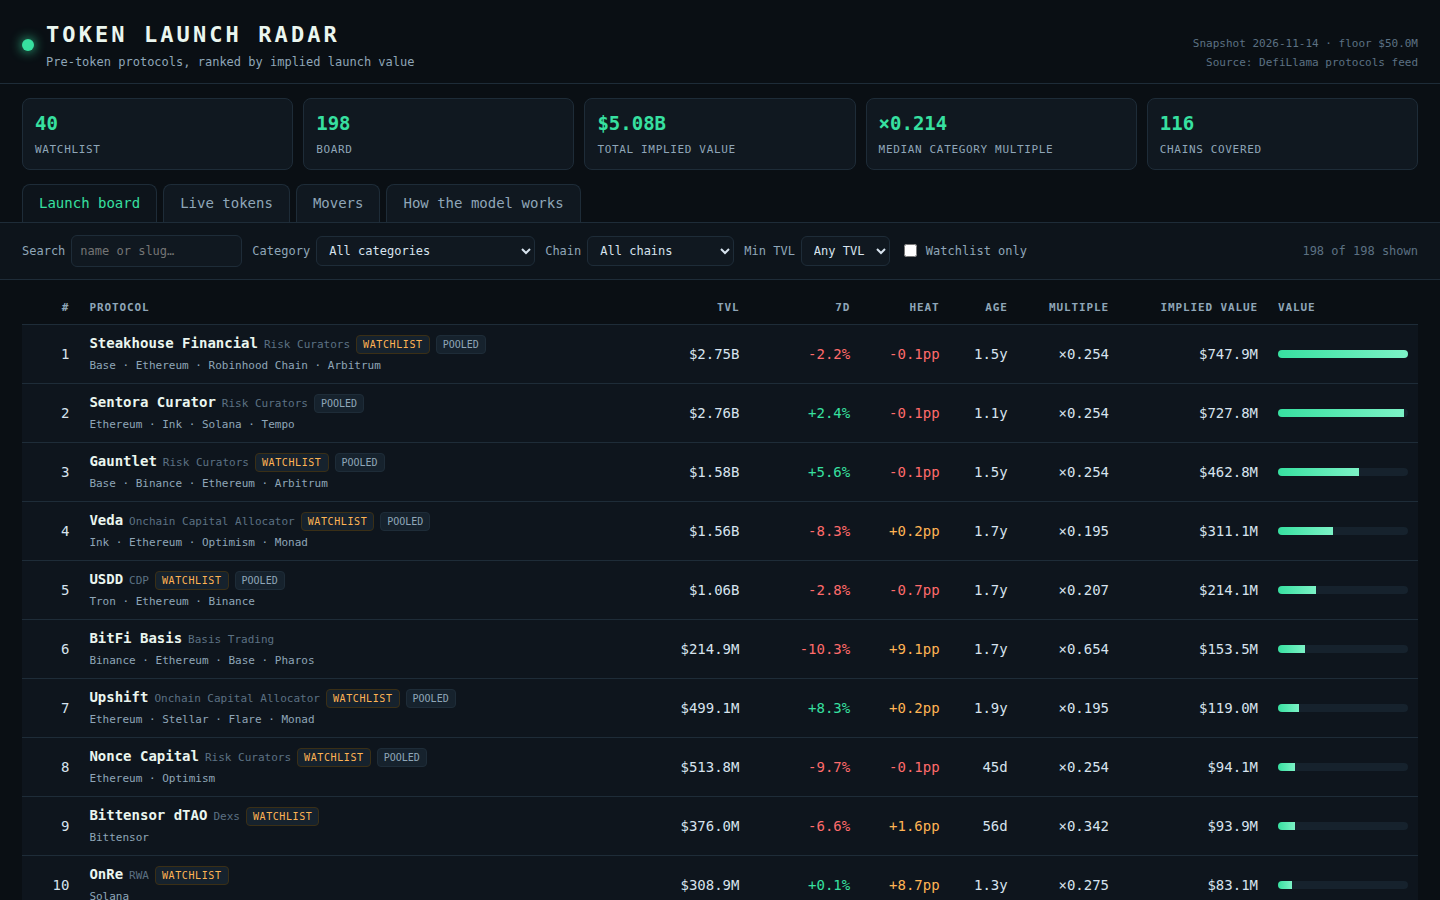 TOKEN LAUNCH RADAR
Pre-token protocols, ranked by implied launch value
Snapshot 2026-11-14 · floor $50.0M
Source: DefiLlama protocols feed
40
WATCHLIST
198
BOARD
$5.08B
TOTAL IMPLIED VALUE
×0.214
MEDIAN CATEGORY MULTIPLE
116
CHAINS COVERED
Launch board Live tokens Movers How the model works
Search name or slug… Category All categories Chain All chains Min TVL Any TVL Watchlist only 198 of 198 shown
# PROTOCOL TVL 7D HEAT AGE MULTIPLE IMPLIED VALUE VALUE
1 Steakhouse Financial Risk Curators WATCHLIST POOLED $2.75B -2.2% -0.1pp 1.5y ×0.254 $747.9M
Base · Ethereum · Robinhood Chain · Arbitrum
2 Sentora Curator Risk Curators POOLED $2.76B +2.4% -0.1pp 1.1y ×0.254 $727.8M
Ethereum · Ink · Solana · Tempo
3 Gauntlet Risk Curators WATCHLIST POOLED $1.58B +5.6% -0.1pp 1.5y ×0.254 $462.8M
Base · Binance · Ethereum · Arbitrum
4 Veda Onchain Capital Allocator WATCHLIST POOLED $1.56B -8.3% +0.2pp 1.7y ×0.195 $311.1M
Ink · Ethereum · Optimism · Monad
5 USDD CDP WATCHLIST POOLED $1.06B -2.8% -0.7pp 1.7y ×0.207 $214.1M
Tron · Ethereum · Binance
6 BitFi Basis Basis Trading $214.9M -10.3% +9.1pp 1.7y ×0.654 $153.5M
Binance · Ethereum · Base · Pharos
7 Upshift Onchain Capital Allocator WATCHLIST POOLED $499.1M +8.3% +0.2pp 1.9y ×0.195 $119.0M
Ethereum · Stellar · Flare · Monad
8 Nonce Capital Risk Curators WATCHLIST POOLED $513.8M -9.7% -0.1pp 45d ×0.254 $94.1M
Ethereum · Optimism
9 Bittensor dTAO Dexs WATCHLIST $376.0M -6.6% +1.6pp 56d ×0.342 $93.9M
Bittensor
10 OnRe RWA WATCHLIST $308.9M +0.1% +8.7pp 1.3y ×0.275 $83.1M
Solana